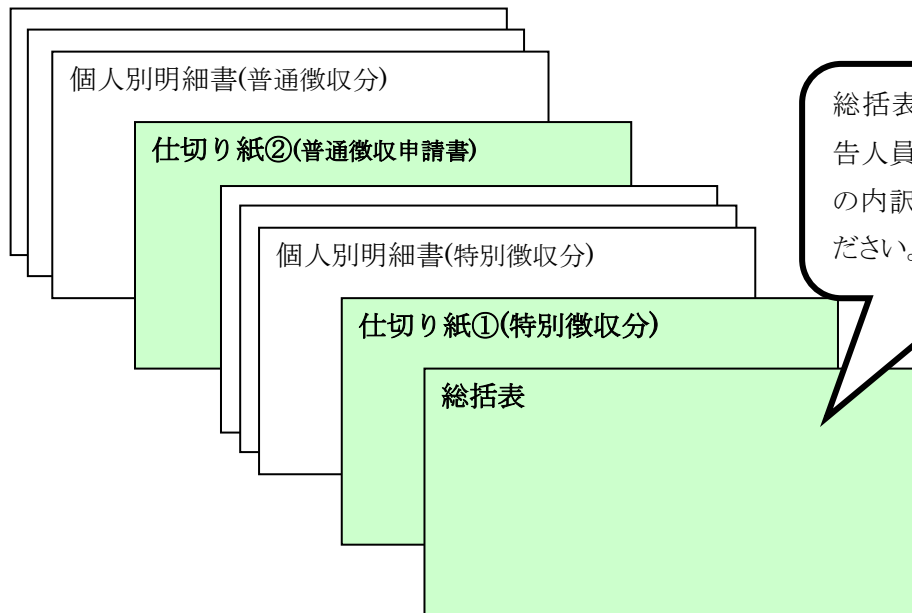 個人別明細書(普通徴収分)
仕切り紙②(普通徴収申請書)
個人別明細書(特別徴収分)
仕切り紙①(特別徴収分)
総括表
総括表
告人員
の内訳
ださい。